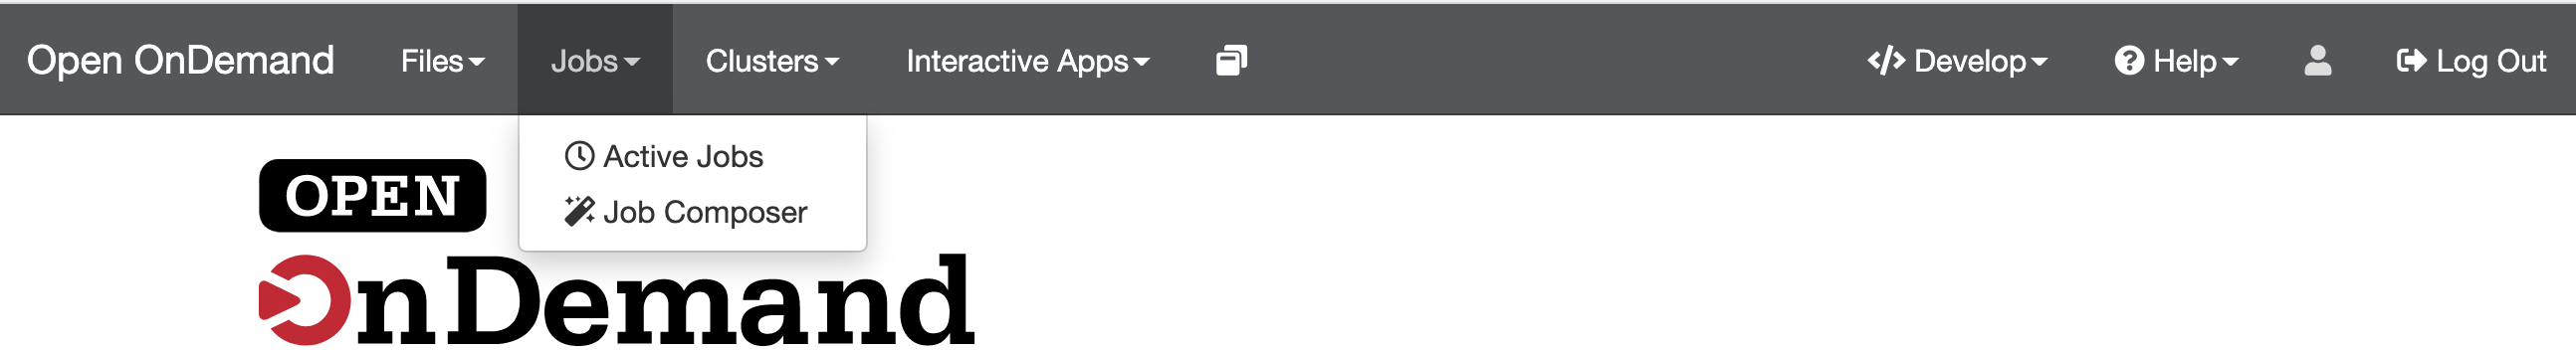 Open OnDemand Files Jobs Clusters Interactive Apps Develop Help Log Out
Active Jobs
Job Composer
OPEN
OnDemand